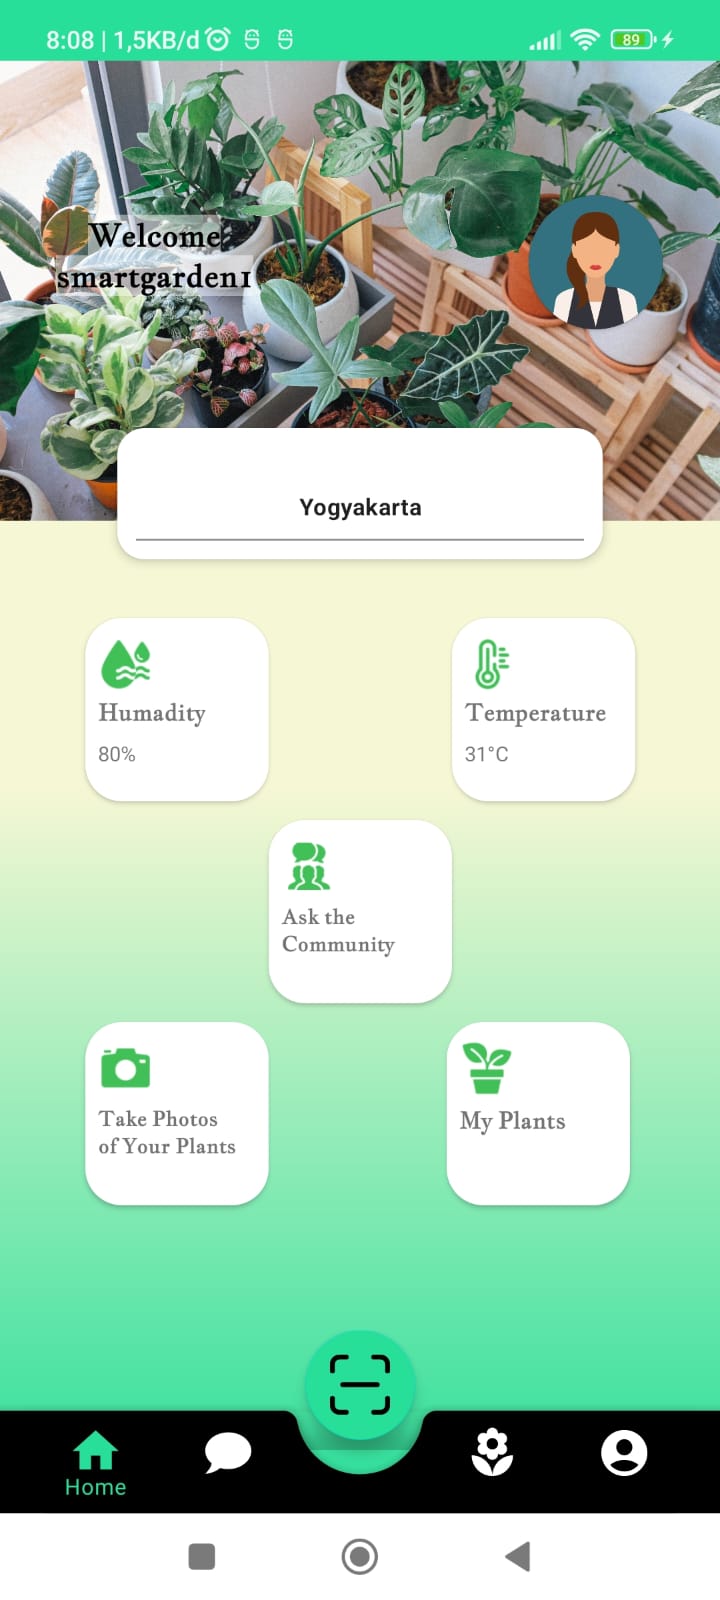 8:08 | 1,5KB/d
89
Welcome
smartgarden1
Yogyakarta
Humadity
80%
Temperature
31°C
Ask the
Community
Take Photos
of Your Plants
My Plants
Home